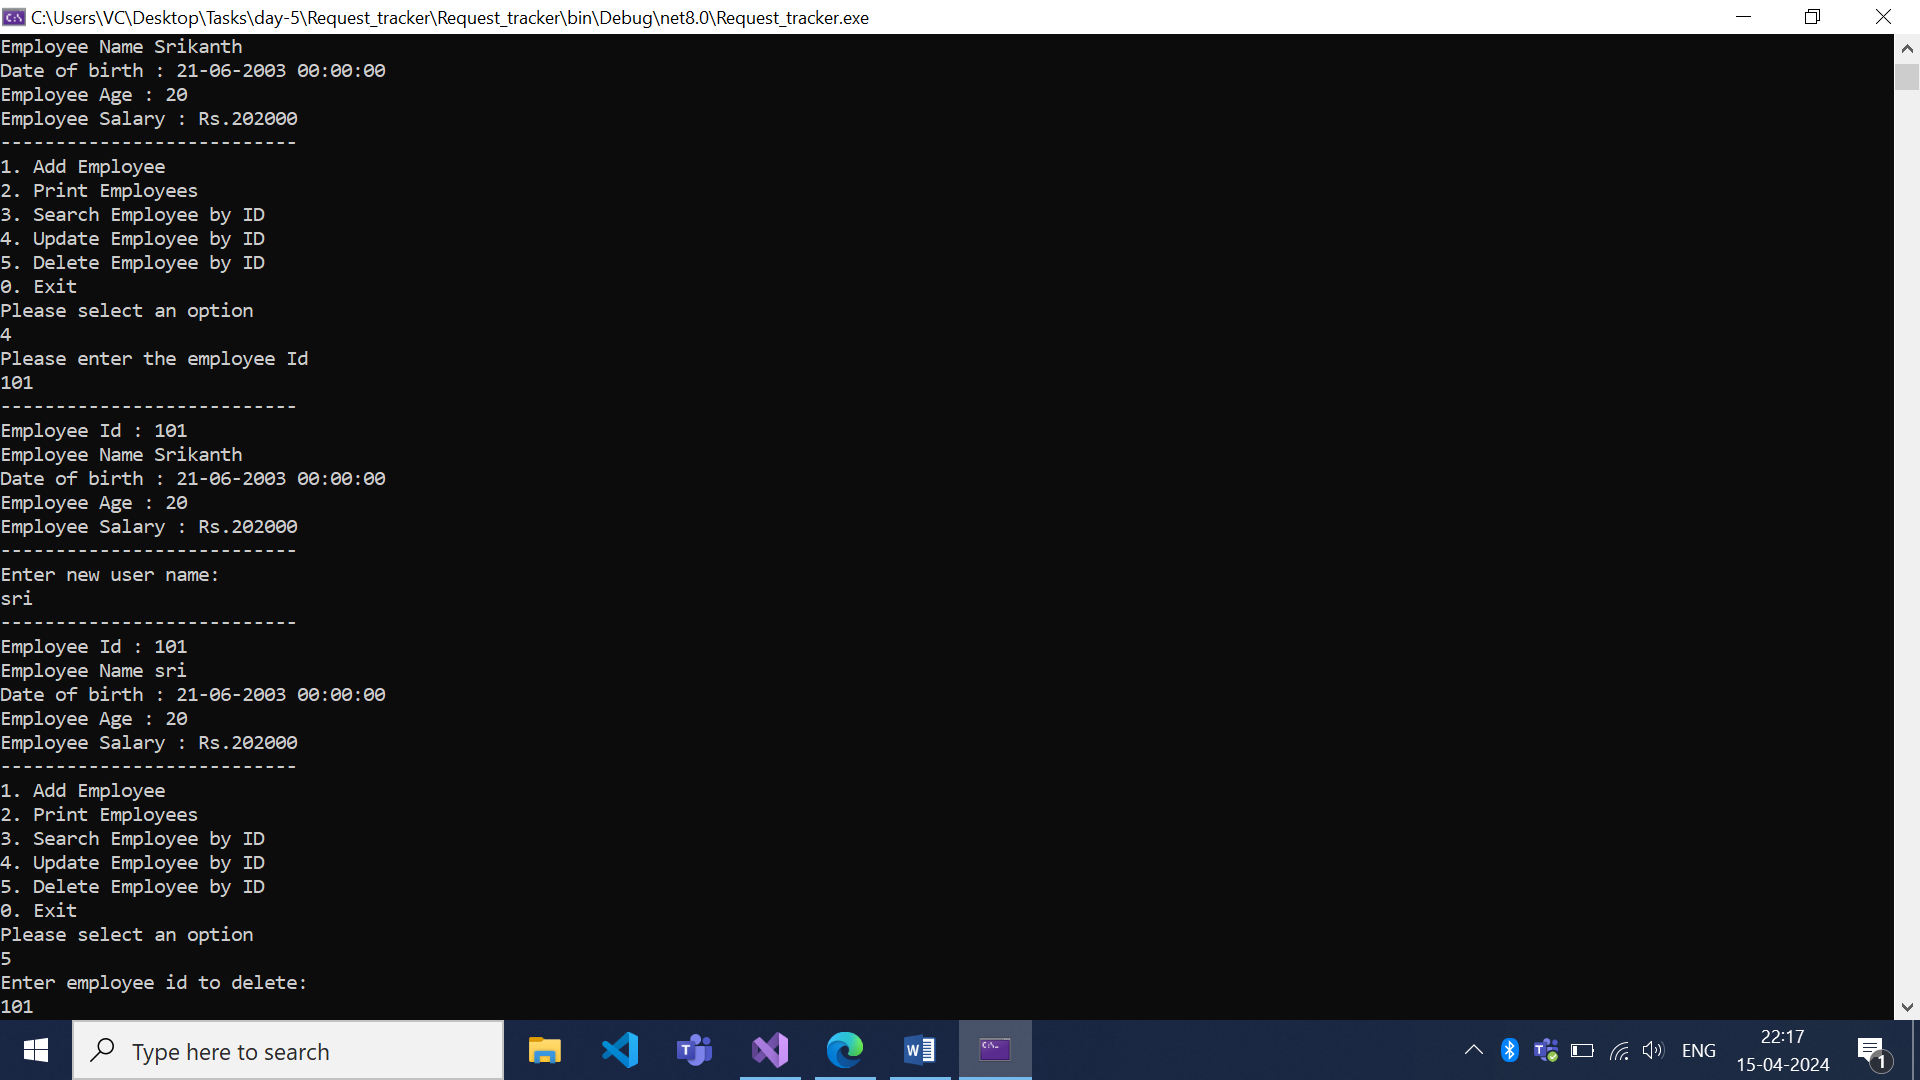 C:\Users\VC\Desktop\Tasks\day-5\Request_tracker\Request_tracker\bin\Debug\net8.0\Request_tracker.exe
Employee Name Srikanth
Date of birth : 21-06-2003 00:00:00
Employee Age : 20
Employee Salary : Rs.202000
---------------------------
1. Add Employee
2. Print Employees
3. Search Employee by ID
4. Update Employee by ID
5. Delete Employee by ID
0. Exit
Please select an option
4
Please enter the employee Id
101
---------------------------
Employee Id : 101
Employee Name Srikanth
Date of birth : 21-06-2003 00:00:00
Employee Age : 20
Employee Salary : Rs.202000
---------------------------
Enter new user name:
sri
---------------------------
Employee Id : 101
Employee Name sri
Date of birth : 21-06-2003 00:00:00
Employee Age : 20
Employee Salary : Rs.202000
---------------------------
1. Add Employee
2. Print Employees
3. Search Employee by ID
4. Update Employee by ID
5. Delete Employee by ID
0. Exit
Please select an option
5
Enter employee id to delete:
101
Type here to search
ENG
22:17
15-04-2024
1